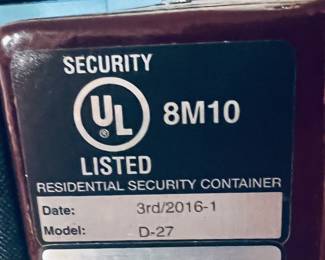 SECURITY
UL ® 8M10
LISTED
RESIDENTIAL SECURITY CONTAINER
Date: 3rd/2016-1
Model: D-27